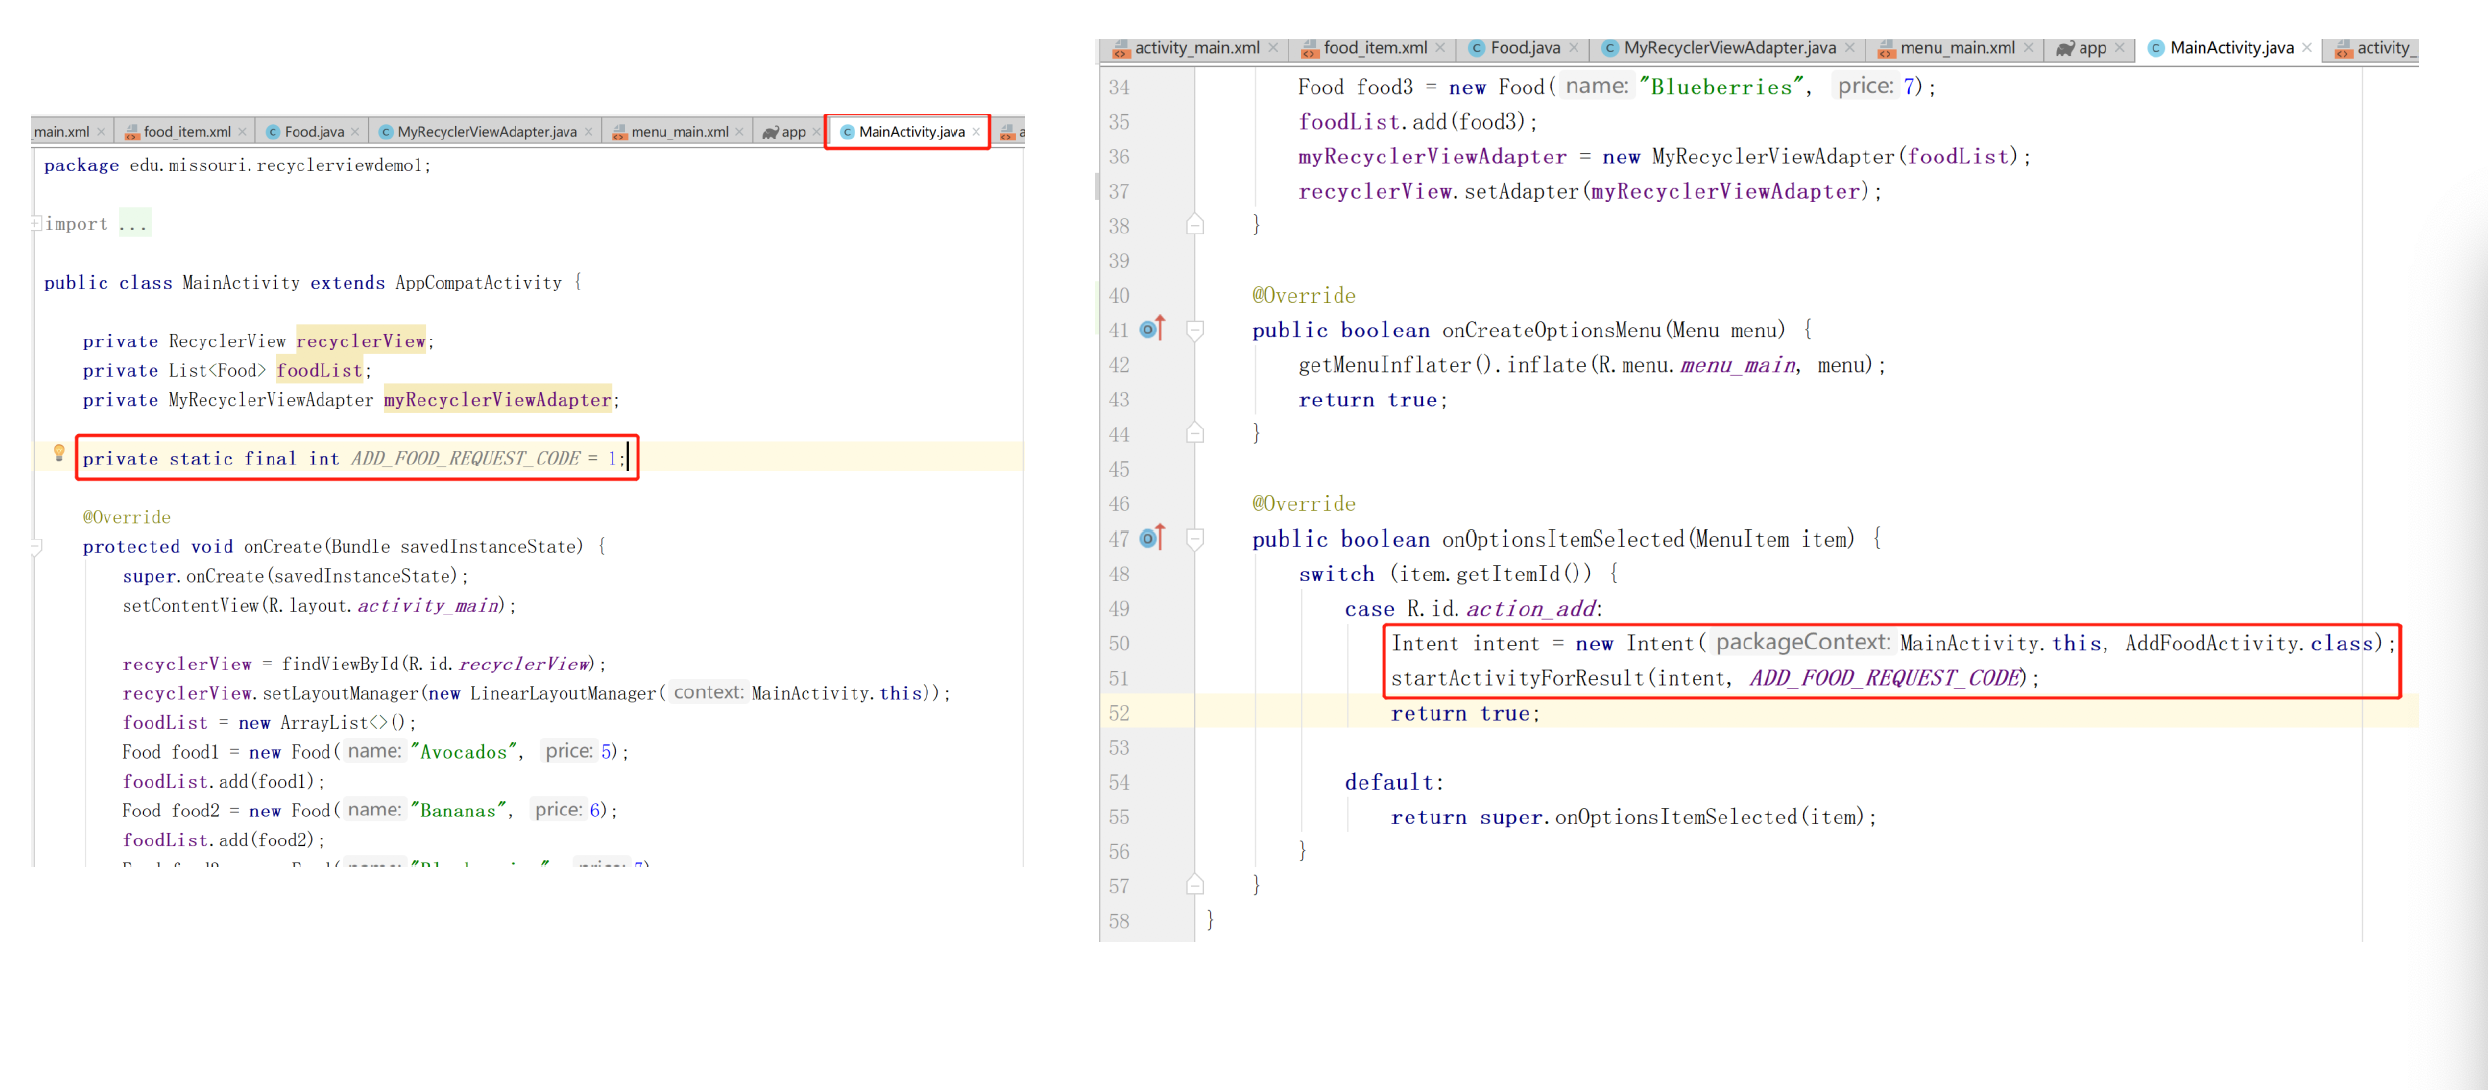 _main.xml food_item.xml Food.java MyRecyclerViewAdapter.java menu_main.xml app MainActivity.java a
package edu.missouri.recyclerviewdemo1;
import ...
public class MainActivity extends AppCompatActivity {
private RecyclerView recyclerView;
private List<Food> foodList;
private MyRecyclerViewAdapter myRecyclerViewAdapter;
private static final int ADD_FOOD_REQUEST_CODE = 1;
@Override
protected void onCreate(Bundle savedInstanceState) {
super.onCreate(savedInstanceState);
setContentView(R.layout.activity_main);
recyclerView = findViewById(R.id.recyclerView);
recyclerView.setLayoutManager(new LinearLayoutManager( context: MainActivity.this));
foodList = new ArrayList<>();
Food food1 = new Food( name: "Avocados", price: 5);
foodList.add(food1);
Food food2 = new Food( name: "Bananas", price: 6);
foodList.add(food2);
activity_main.xml food_item.xml Food.java MyRecyclerViewAdapter.java menu_main.xml app MainActivity.java activity_
34 Food food3 = new Food( name: "Blueberries", price: 7);
35 foodList.add(food3);
36 myRecyclerViewAdapter = new MyRecyclerViewAdapter(foodList);
37 recyclerView.setAdapter(myRecyclerViewAdapter);
38 }
39
40 @Override
41 public boolean onCreateOptionsMenu(Menu menu) {
42 getMenuInflater().inflate(R.menu.menu_main, menu);
43 return true;
44 }
45
46 @Override
47 public boolean onOptionsItemSelected(MenuItem item) {
48 switch (item.getItemId()) {
49 case R.id.action_add:
50 Intent intent = new Intent( packageContext: MainActivity.this, AddFoodActivity.class);
51 startActivityForResult(intent, ADD_FOOD_REQUEST_CODE);
52 return true;
53
54 default:
55 return super.onOptionsItemSelected(item);
56 }
57 }
58 }